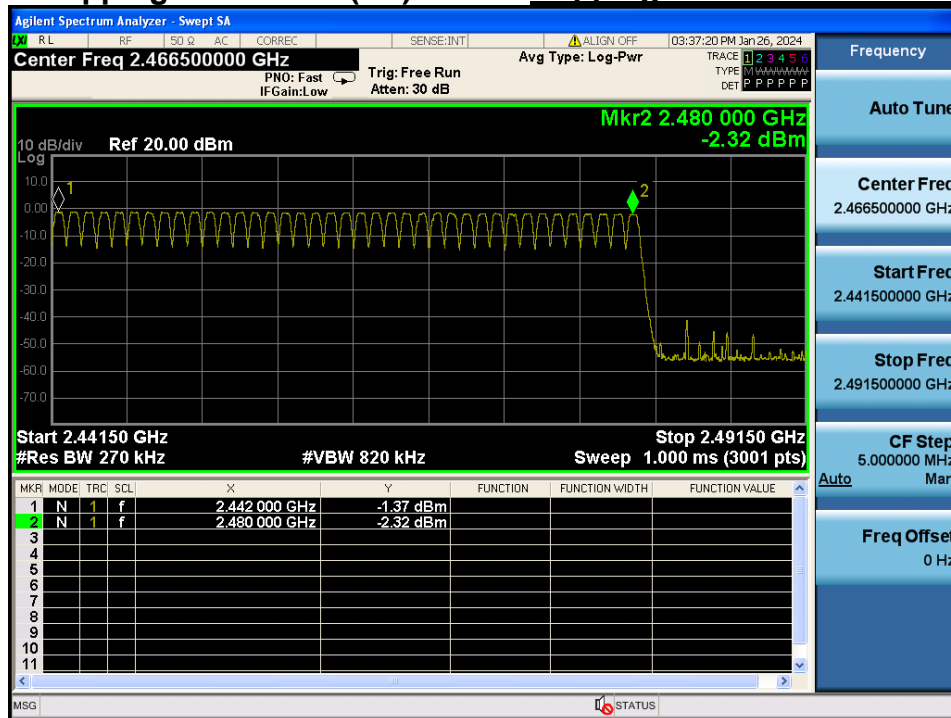 Agilent Spectrum Analyzer - Swept SA
LXI RL RF 50 Ω AC CORREC SENSE:INT ALIGN OFF 03:37:20 PM Jan 26, 2024
Center Freq 2.466500000 GHz
PNO: Fast
IFGain:Low
Trig: Free Run
Atten: 30 dB
Avg Type: Log-Pwr
TRACE 1 2 3 4 5 6
TYPE M
DET P P P P P P
Mkr2 2.480 000 GHz
-2.32 dBm
10 dB/div Ref 20.00 dBm
Log
10.0
0.00
-10.0
-20.0
-30.0
-40.0
-50.0
-60.0
-70.0
1
2
Start 2.44150 GHz Stop 2.49150 GHz
#Res BW 270 kHz #VBW 820 kHz Sweep 1.000 ms (3001 pts)
MKR MODE TRC SCL X Y FUNCTION FUNCTION WIDTH FUNCTION VALUE
1 N 1 f 2.442 000 GHz -1.37 dBm
2 N 1 f 2.480 000 GHz -2.32 dBm
3
4
5
6
7
8
9
10
11
MSG STATUS
Frequency
Auto Tune
Center Freq
2.466500000 GHz
Start Freq
2.441500000 GHz
Stop Freq
2.491500000 GHz
CF Step
5.000000 MHz
Auto Man
Freq Offset
0 Hz